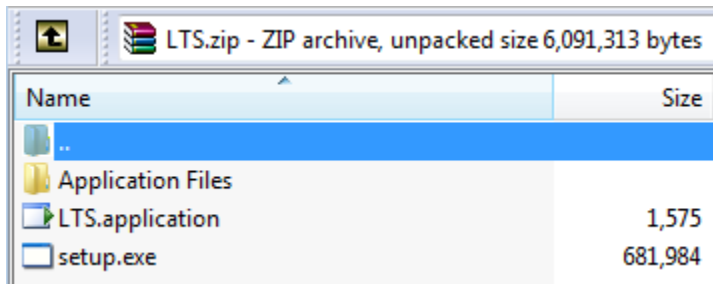 LTS.zip - ZIP archive, unpacked size 6,091,313 bytes
Name Size
..
Application Files
LTS.application 1,575
setup.exe 681,984